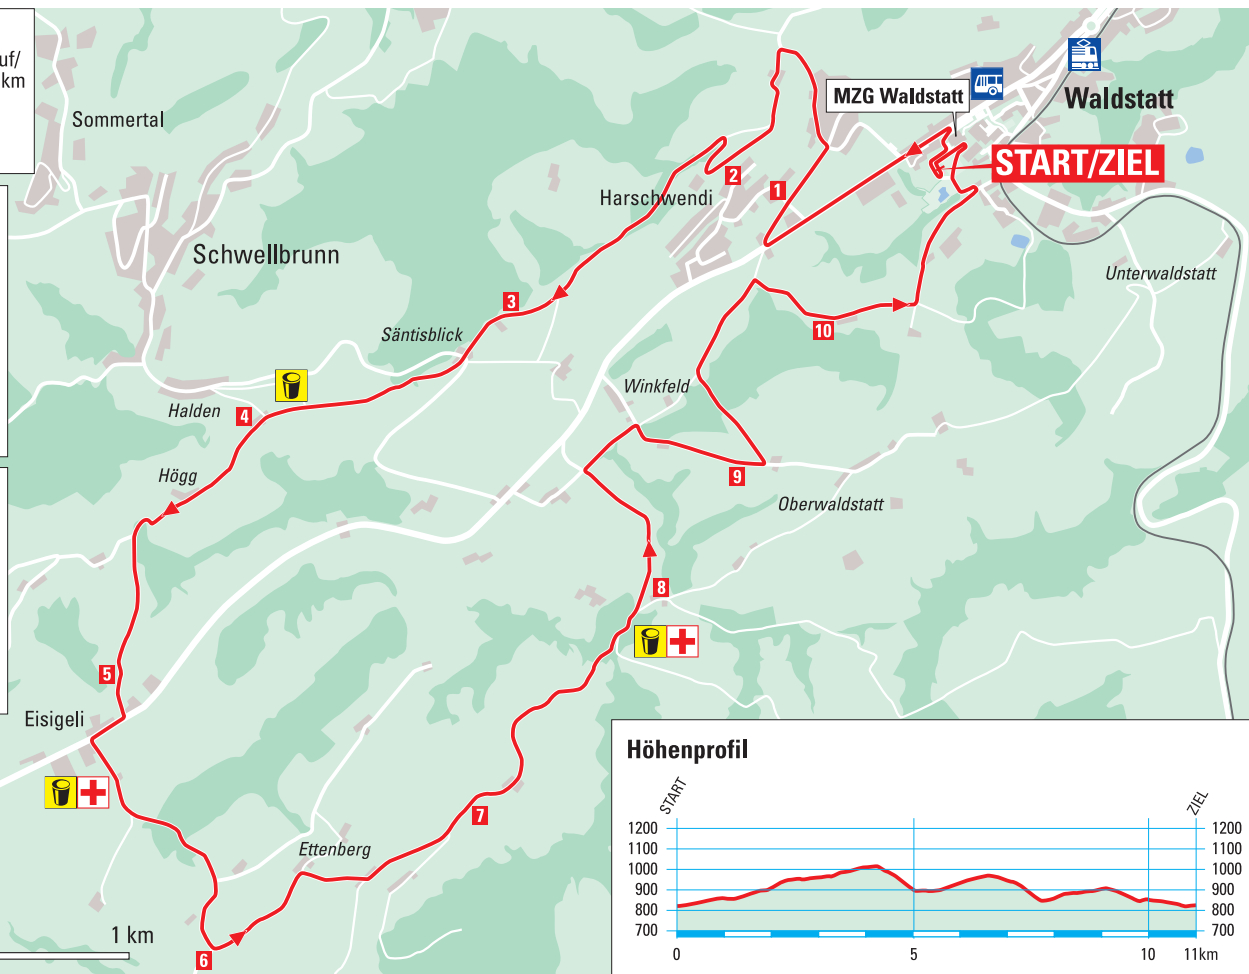 uf/
km
Sommertal
MZG Waldstatt
Waldstatt
START/ZIEL
Harschwendi
Schwellbrunn
Unterwaldstatt
Säntisblick
Winkfeld
Halden
Högg
Oberwaldstatt
Eisigeli
Ettenberg
1
2
3
4
5
6
7
8
9
10
1 km
Höhenprofil
START
ZIEL
1200
1100
1000
900
800
700
1200
1100
1000
900
800
700
0
5
10
11km